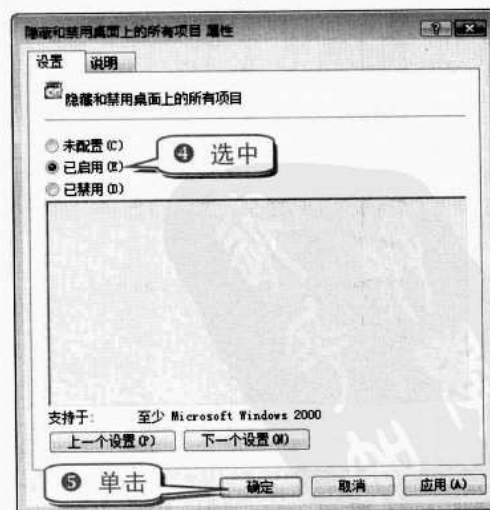 隐藏和禁用桌面上的所有项目 属性
设置 说明
隐藏和禁用桌面上的所有项目
未配置(C)
已启用(E)
❹ 选中
已禁用(D)
支持于: 至少 Microsoft Windows 2000
上一个设置(P) 下一个设置(N)
❺ 单击
确定 取消 应用(A)